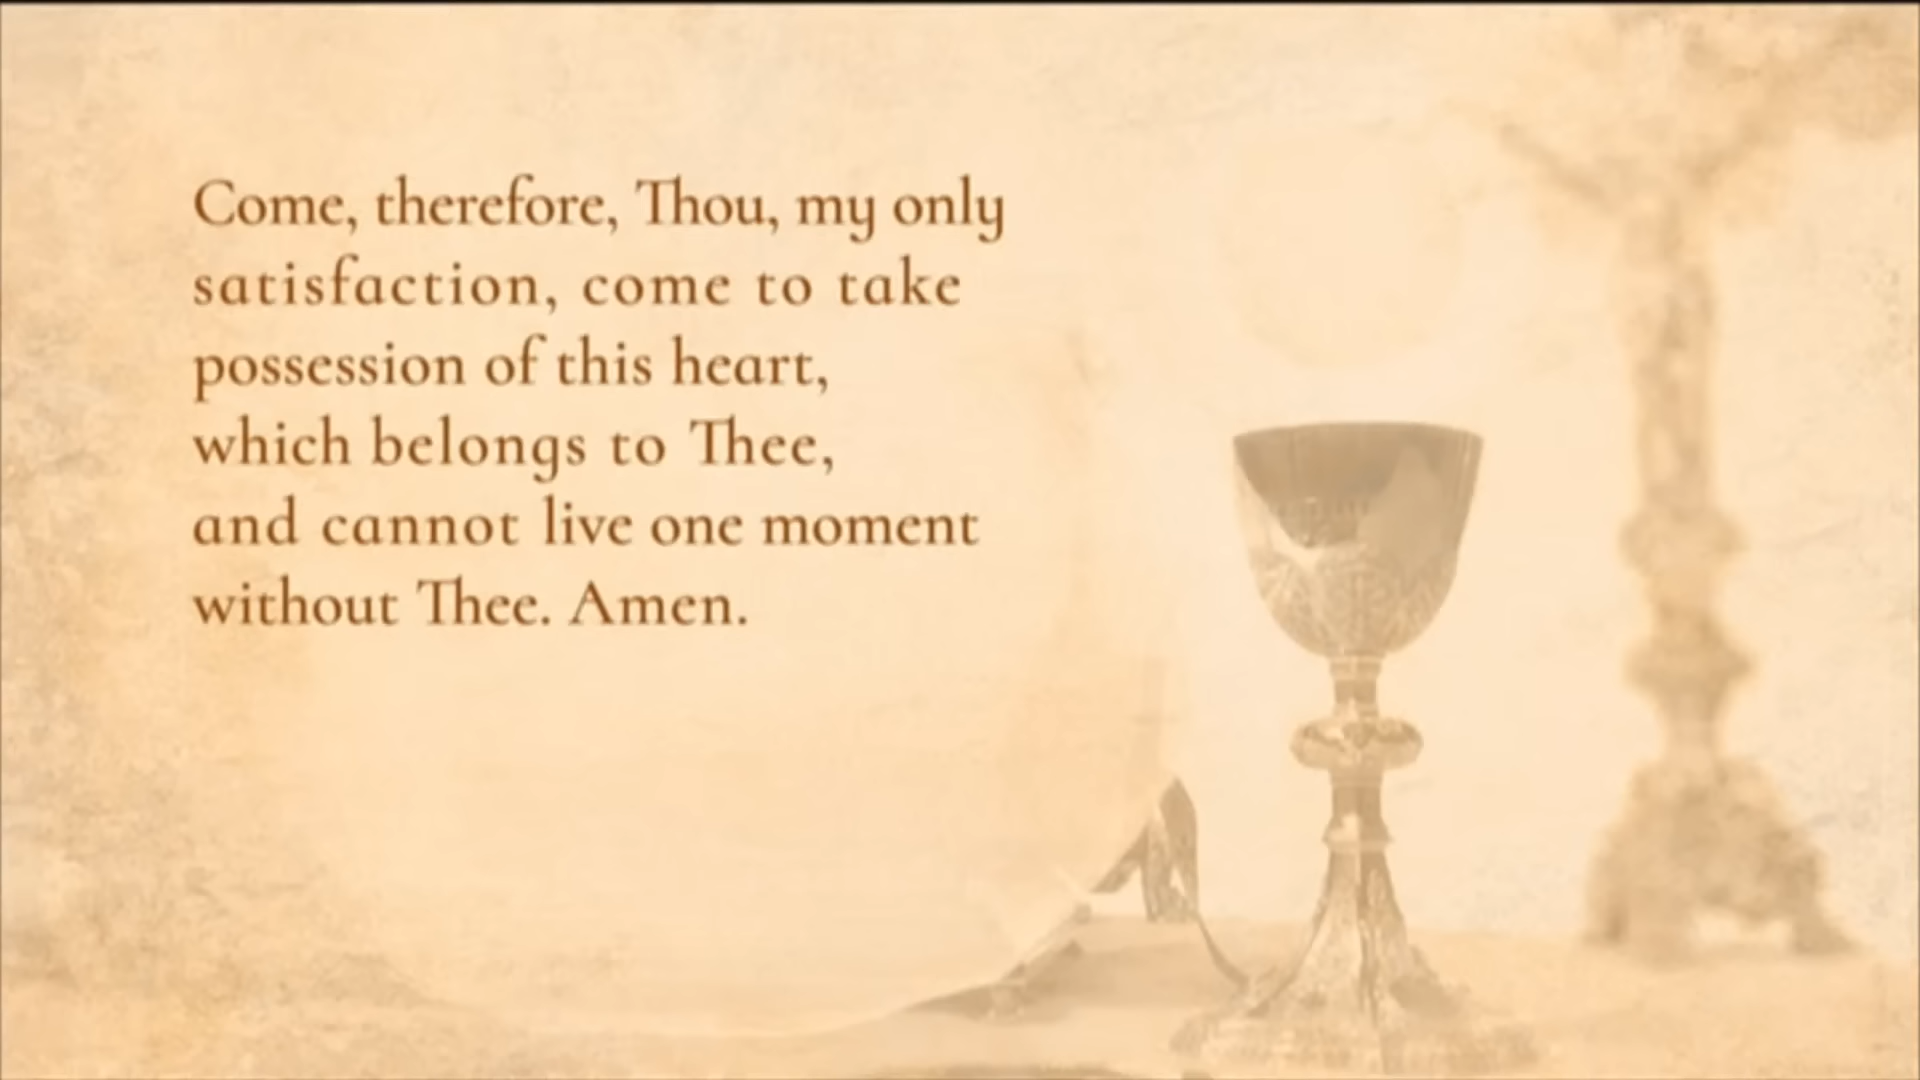 Come, therefore, Thou, my only
satisfaction, come to take
possession of this heart,
which belongs to Thee,
and cannot live one moment
without Thee. Amen.